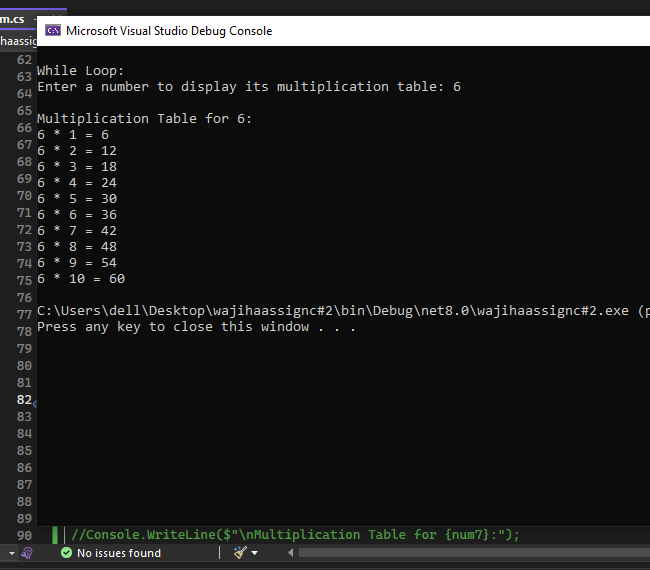 m.cs
Microsoft Visual Studio Debug Console
haassig
62
63
64
65
66
67
68
69
70
71
72
73
74
75
76
77
78
79
80
81
82
83
84
85
86
87
88
89
90
While Loop:
Enter a number to display its multiplication table: 6
Multiplication Table for 6:
6 * 1 = 6
6 * 2 = 12
6 * 3 = 18
6 * 4 = 24
6 * 5 = 30
6 * 6 = 36
6 * 7 = 42
6 * 8 = 48
6 * 9 = 54
6 * 10 = 60
C:\Users\dell\Desktop\wajihaassignc#2\bin\Debug\net8.0\wajihaassignc#2.exe (p
Press any key to close this window . . .
//Console.WriteLine($"\nMultiplication Table for {num7}:");
No issues found